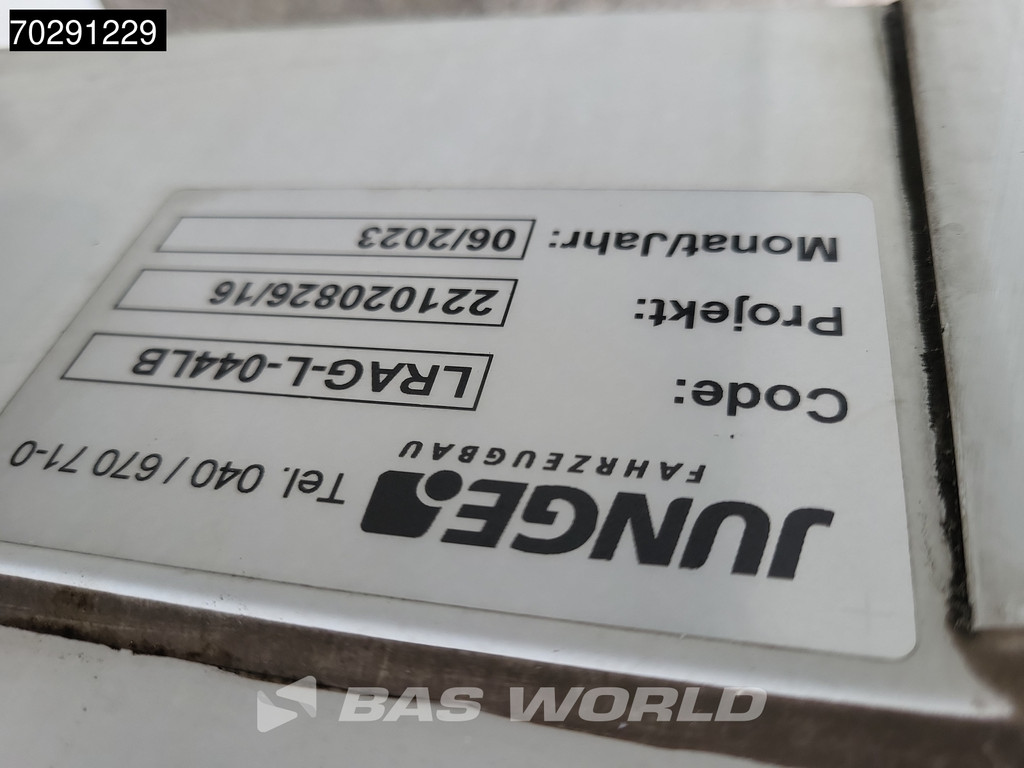 70291229
JUNGE
FAHRZEUGBAU
Tel. 040 / 670 71-0
Code: LRAG-L-044LB
Projekt: 221020826/16
Monat/Jahr: 06/2023
BAS WORLD